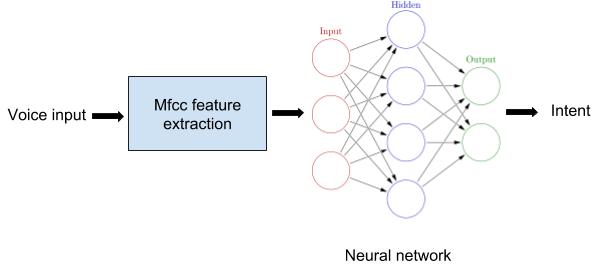 Hidden
Input
Output
Voice input
Mfcc feature
extraction
Intent
Neural network